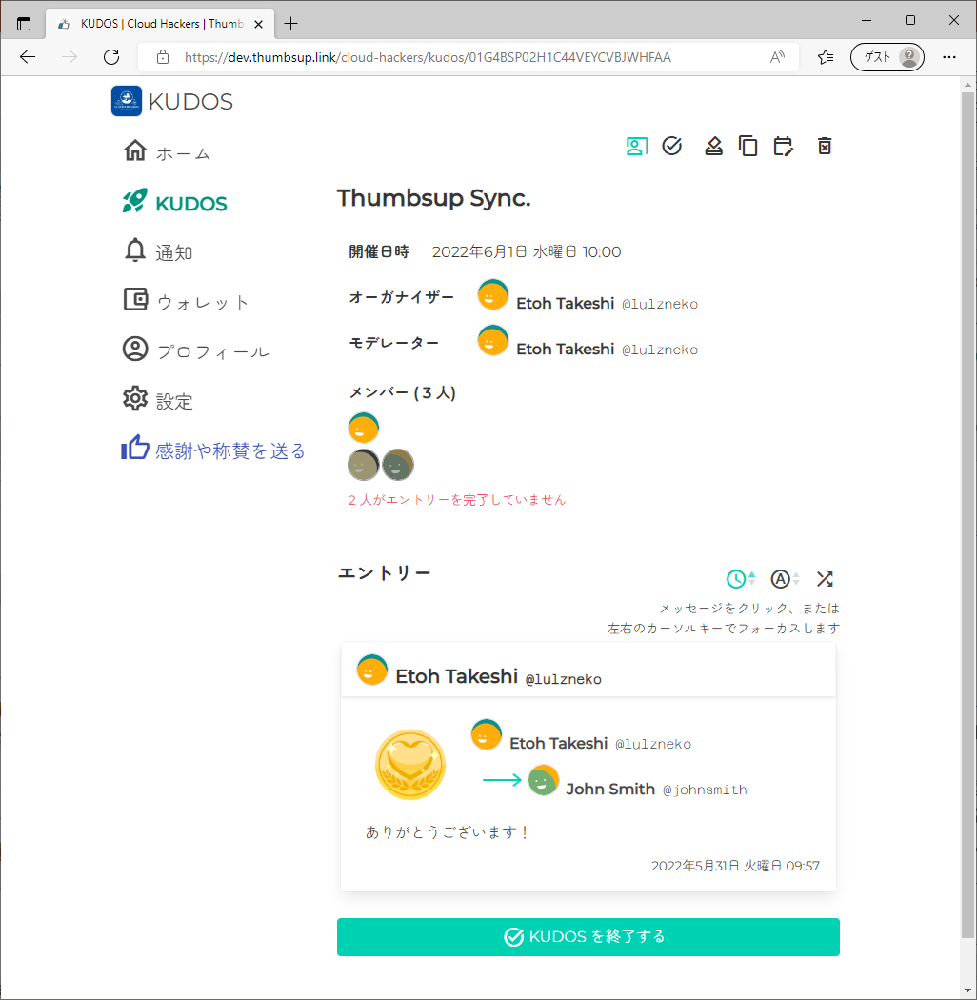 KUDOS | Cloud Hackers | Thumb
https://dev.thumbsup.link/cloud-hackers/kudos/01G4BSP02H1C44VEYCVBJWHFAA
ゲスト
KUDOS
ホーム
KUDOS
通知
ウォレット
プロフィール
設定
感謝や称賛を送る
Thumbsup Sync.
開催日時 2022年6月1日 水曜日 10:00
オーガナイザー Etoh Takeshi @lulzneko
モデレーター Etoh Takeshi @lulzneko
メンバー ( 3 人)
2 人がエントリーを完了していません
エントリー
メッセージをクリック、または
左右のカーソルキーでフォーカスします
Etoh Takeshi @lulzneko
Etoh Takeshi @lulzneko
John Smith @johnsmith
ありがとうございます！
2022年5月31日 火曜日 09:57
KUDOS を終了する